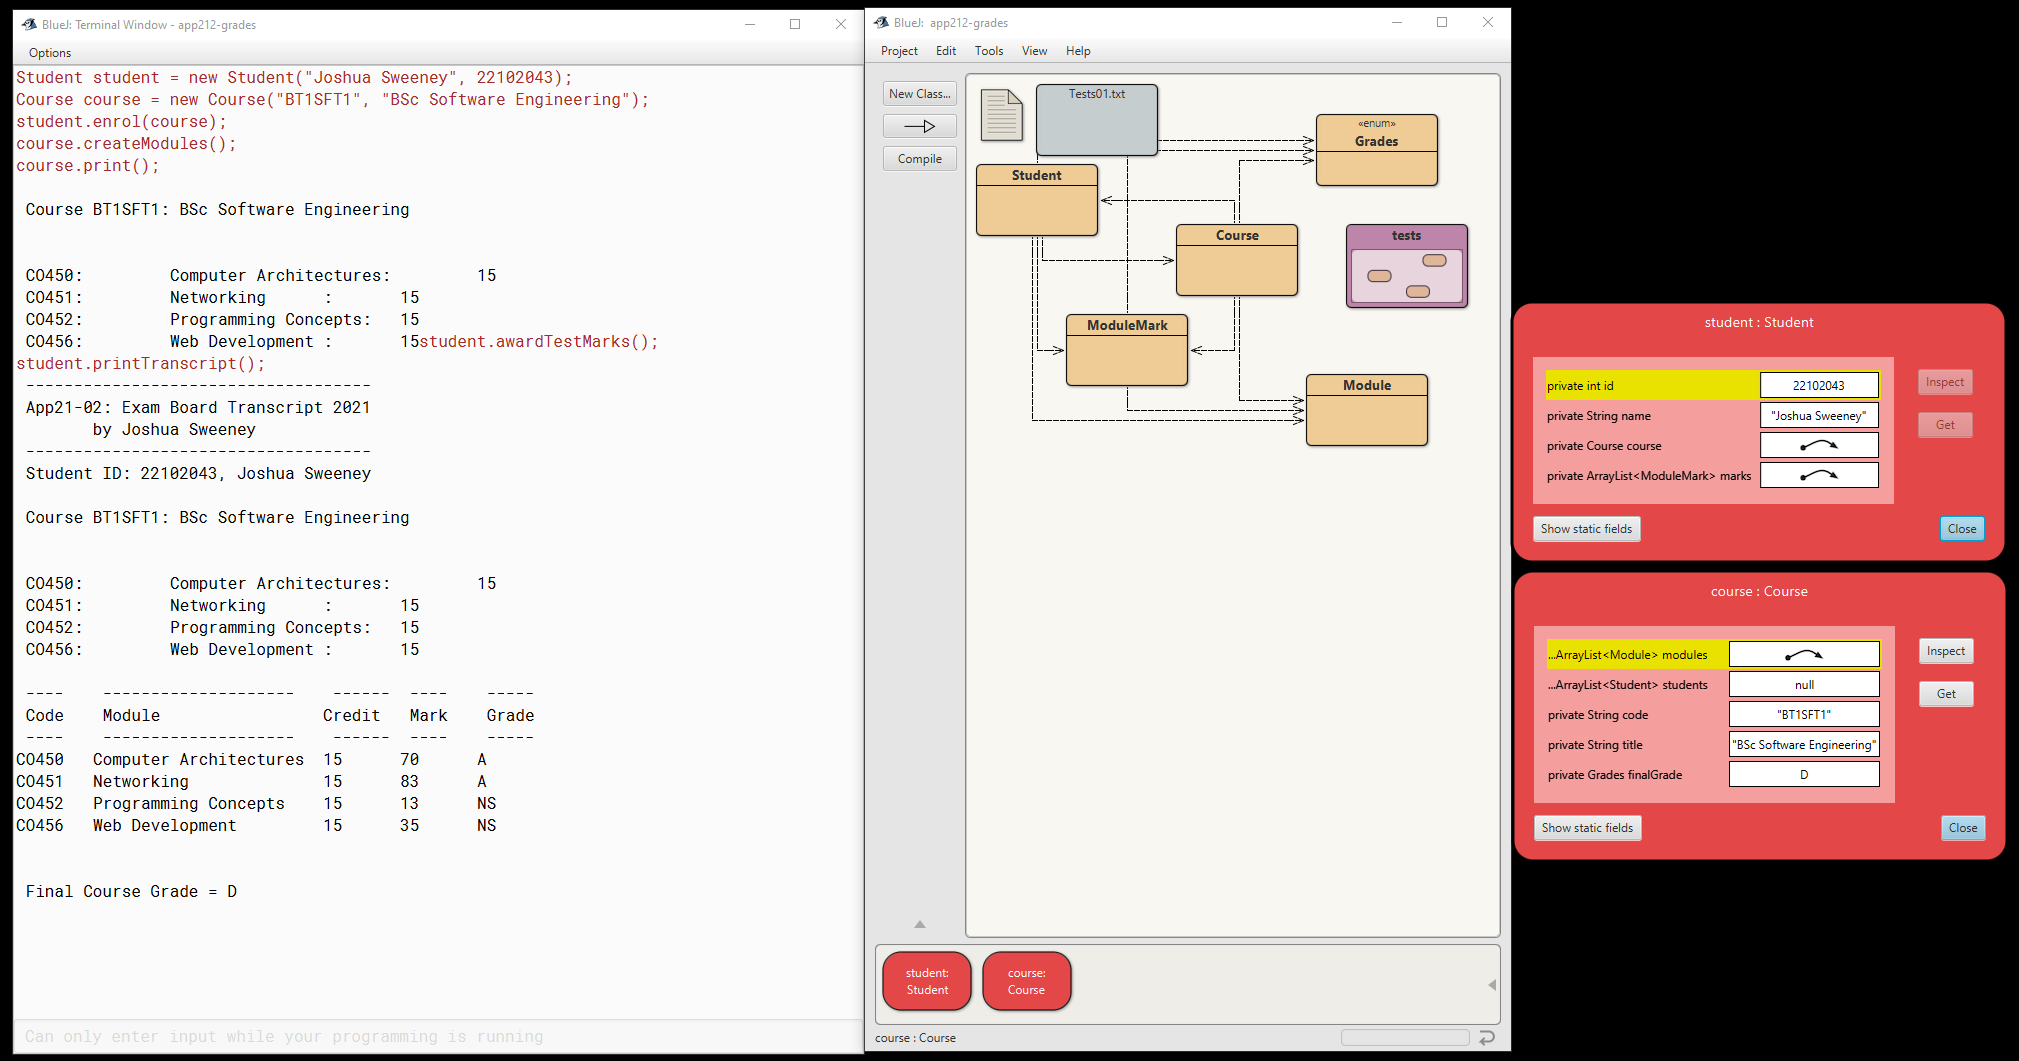 BlueJ: Terminal Window - app212-grades
Options
Student student = new Student("Joshua Sweeney", 22102043);
Course course = new Course("BT1SFT1", "BSc Software Engineering");
student.enrol(course);
course.createModules();
course.print();
Course BT1SFT1: BSc Software Engineering
CO450: Computer Architectures: 15
CO451: Networking : 15
CO452: Programming Concepts: 15
CO456: Web Development : 15student.awardTestMarks();
student.printTranscript();
------------------------------------
App21-02: Exam Board Transcript 2021
by Joshua Sweeney
------------------------------------
Student ID: 22102043, Joshua Sweeney
Course BT1SFT1: BSc Software Engineering
CO450: Computer Architectures: 15
CO451: Networking : 15
CO452: Programming Concepts: 15
CO456: Web Development : 15
---- -------------------- ------ ---- -----
Code Module Credit Mark Grade
---- -------------------- ------ ---- -----
CO450 Computer Architectures 15 70 A
CO451 Networking 15 83 A
CO452 Programming Concepts 15 13 NS
CO456 Web Development 15 35 NS
Final Course Grade = D
Can only enter input while your programming is running
BlueJ: app212-grades
Project Edit Tools View Help
New Class...
Compile
Tests01.txt
«enum»
Grades
Student
Course
tests
ModuleMark
Module
student:
Student
course:
Course
course : Course
student : Student
private int id 22102043
private String name "Joshua Sweeney"
private Course course
private ArrayList<ModuleMark> marks
Inspect
Get
Show static fields
Close
course : Course
...ArrayList<Module> modules
...ArrayList<Student> students null
private String code "BT1SFT1"
private String title "BSc Software Engineering"
private Grades finalGrade D
Inspect
Get
Show static fields
Close